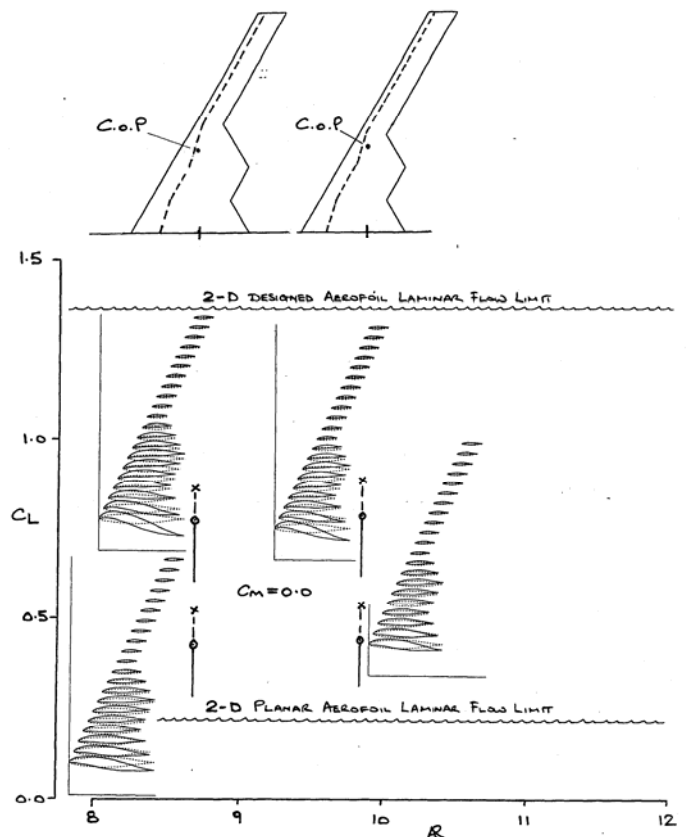 C.o.P
C.o.P
1.5
2-D DESIGNED AEROFOIL LAMINAR FLOW LIMIT
1.0
CL
CM=0.0
0.5
2-D PLANAR AEROFOIL LAMINAR FLOW LIMIT
0.0
8
9
10
11
12
AR